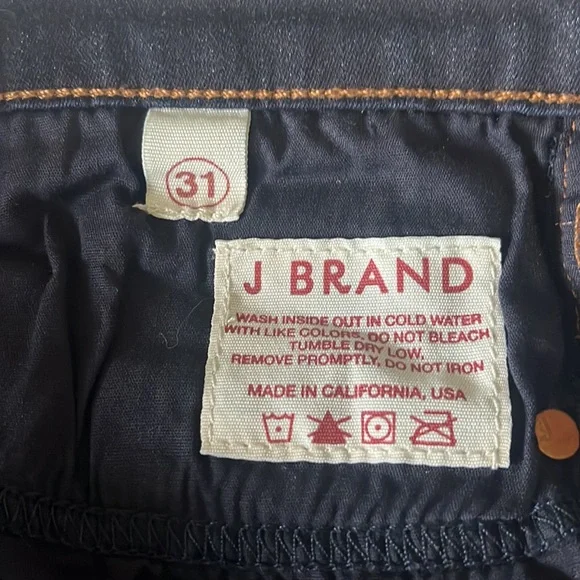 31
J BRAND
WASH INSIDE OUT IN COLD WATER
WITH LIKE COLORS, DO NOT BLEACH
TUMBLE DRY LOW,
REMOVE PROMPTLY, DO NOT IRON
MADE IN CALIFORNIA, USA